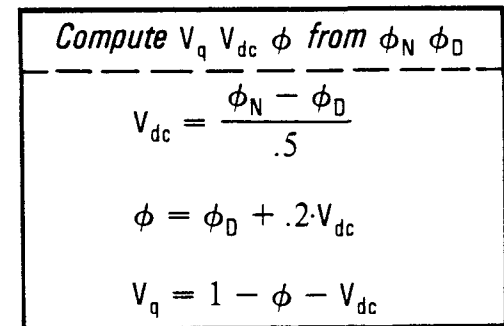 Compute V_q V_dc ϕ from ϕ_N ϕ_D
V_dc = (ϕ_N − ϕ_D) / .5
ϕ = ϕ_D + .2·V_dc
V_q = 1 − ϕ − V_dc